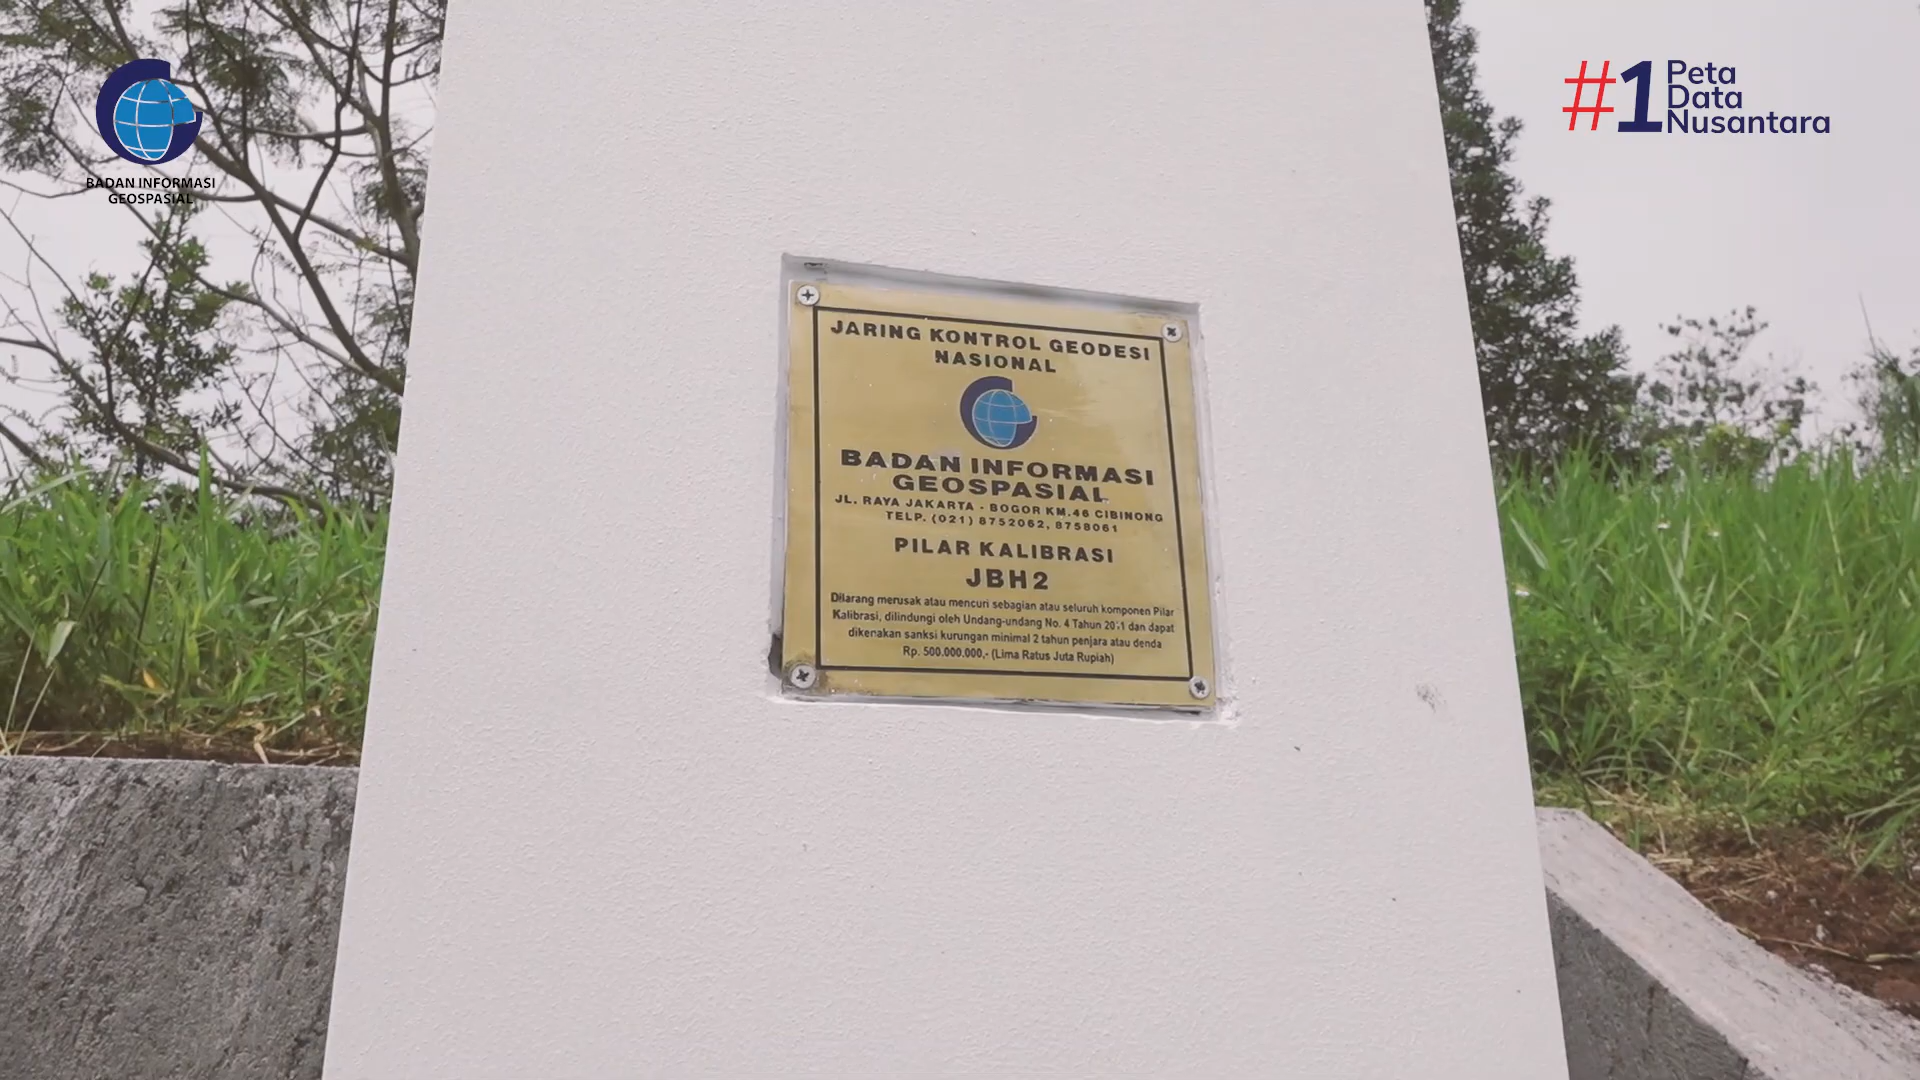 BADAN INFORMASI
GEOSPASIAL
#1 Peta
Data
Nusantara
JARING KONTROL GEODESI
NASIONAL
BADAN INFORMASI
GEOSPASIAL
JL. RAYA JAKARTA - BOGOR KM.46 CIBINONG
TELP. (021) 8752062, 8758061
PILAR KALIBRASI
JBH2
Dilarang merusak atau mencuri sebagian atau seluruh komponen Pilar
Kalibrasi, dilindungi oleh Undang-undang No. 4 Tahun 2011 dan dapat
dikenakan sanksi kurungan minimal 2 tahun penjara atau denda
Rp. 500.000.000,- (Lima Ratus Juta Rupiah)